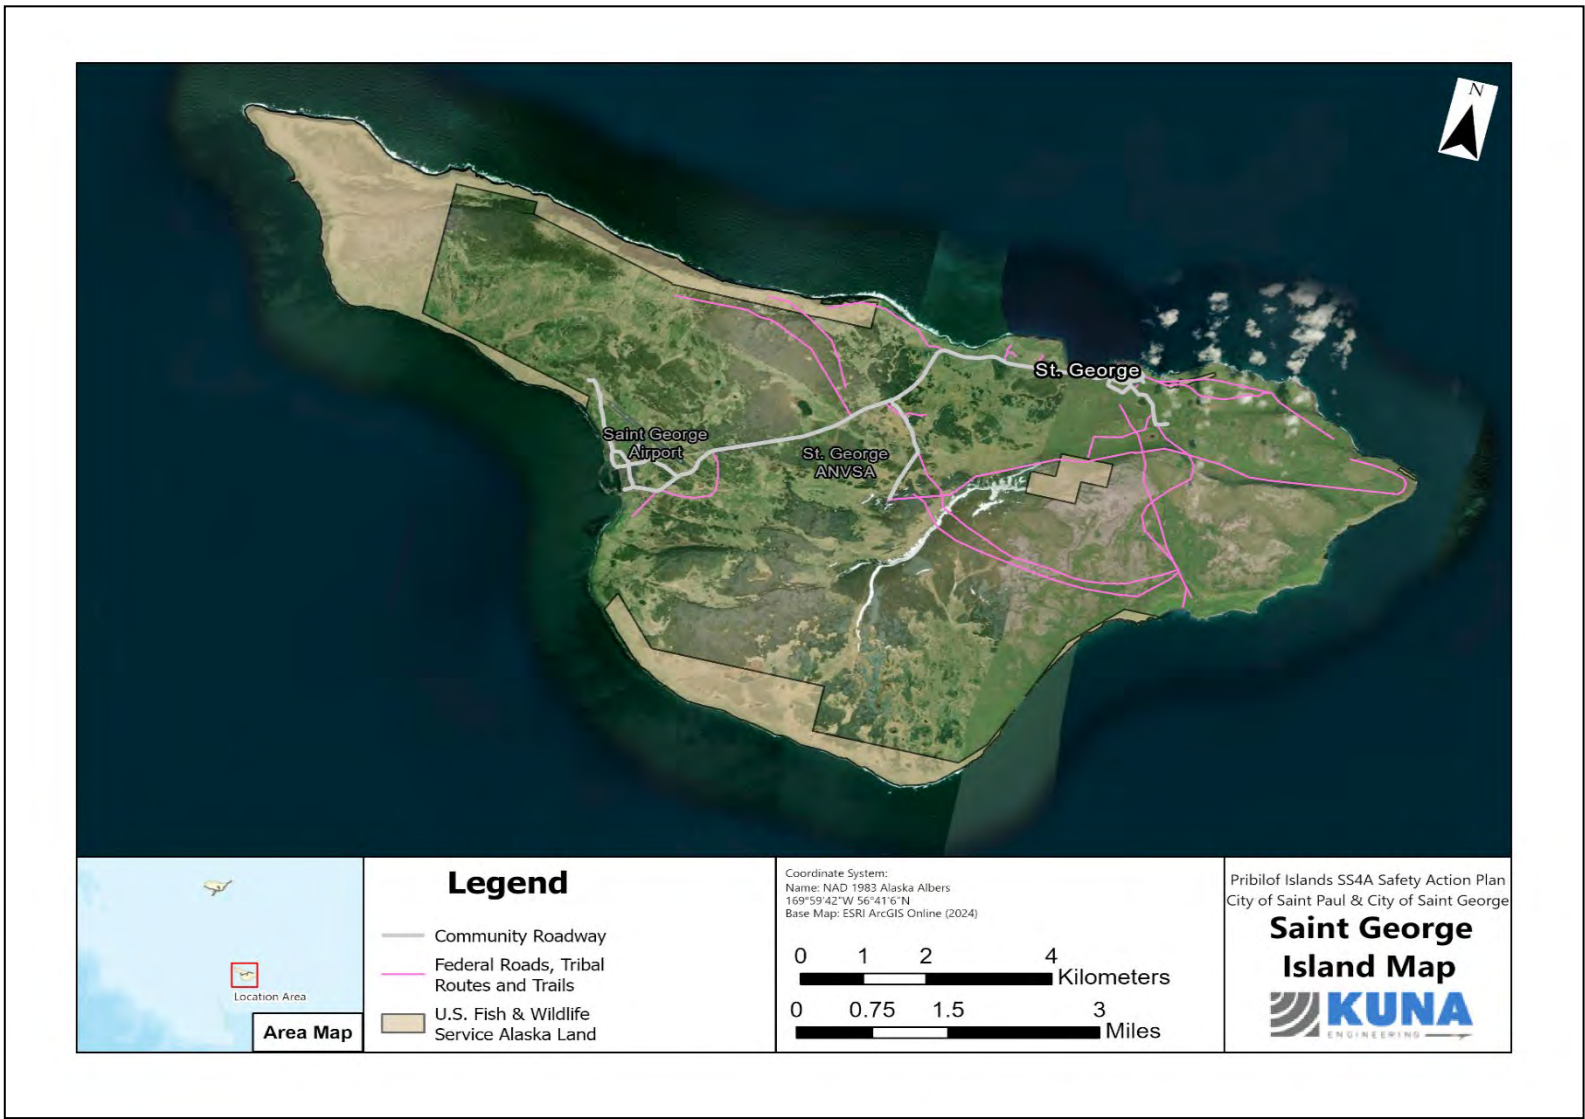 N
St. George
Saint George
Airport
St. George
ANVSA
Location Area
Area Map
Legend
Community Roadway
Federal Roads, Tribal
Routes and Trails
U.S. Fish & Wildlife
Service Alaska Land
Coordinate System:
Name: NAD 1983 Alaska Albers
169°59'42"W 56°41'6"N
Base Map: ESRI ArcGIS Online (2024)
0 1 2 4
Kilometers
0 0.75 1.5 3
Miles
Pribilof Islands SS4A Safety Action Plan
City of Saint Paul & City of Saint George
Saint George
Island Map
KUNA
ENGINEERING